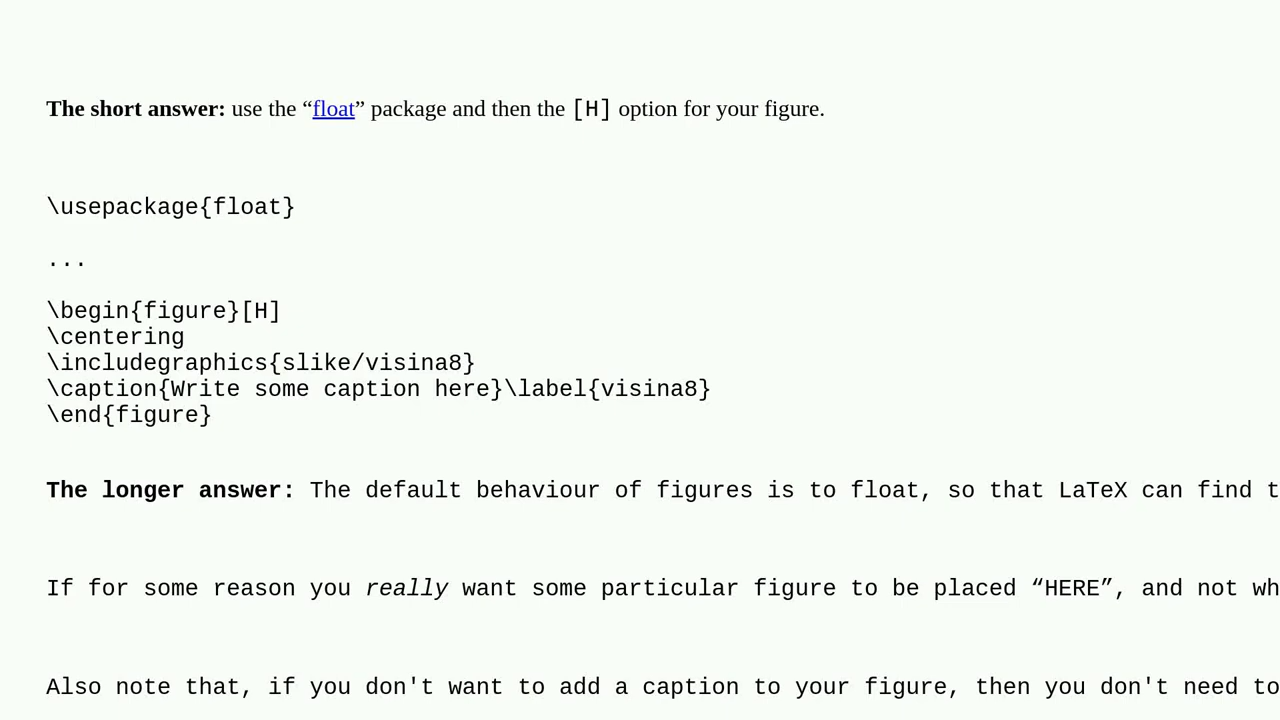 The short answer: use the “float” package and then the [H] option for your figure.
\usepackage{float}
...
\begin{figure}[H]
\centering
\includegraphics{slike/visina8}
\caption{Write some caption here}\label{visina8}
\end{figure}
The longer answer: The default behaviour of figures is to float, so that LaTeX can find
If for some reason you really want some particular figure to be placed “HERE”, and not
Also note that, if you don't want to add a caption to your figure, then you don't need to